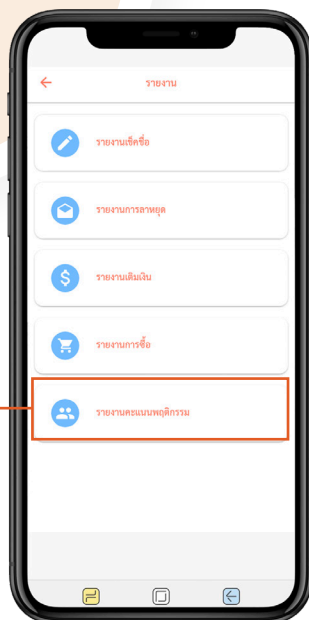 รายงาน
รายงานเช็คชื่อ
รายงานการลาหยุด
รายงานเติมเงิน
รายงานการซื้อ
รายงานคะแนนพฤติกรรม